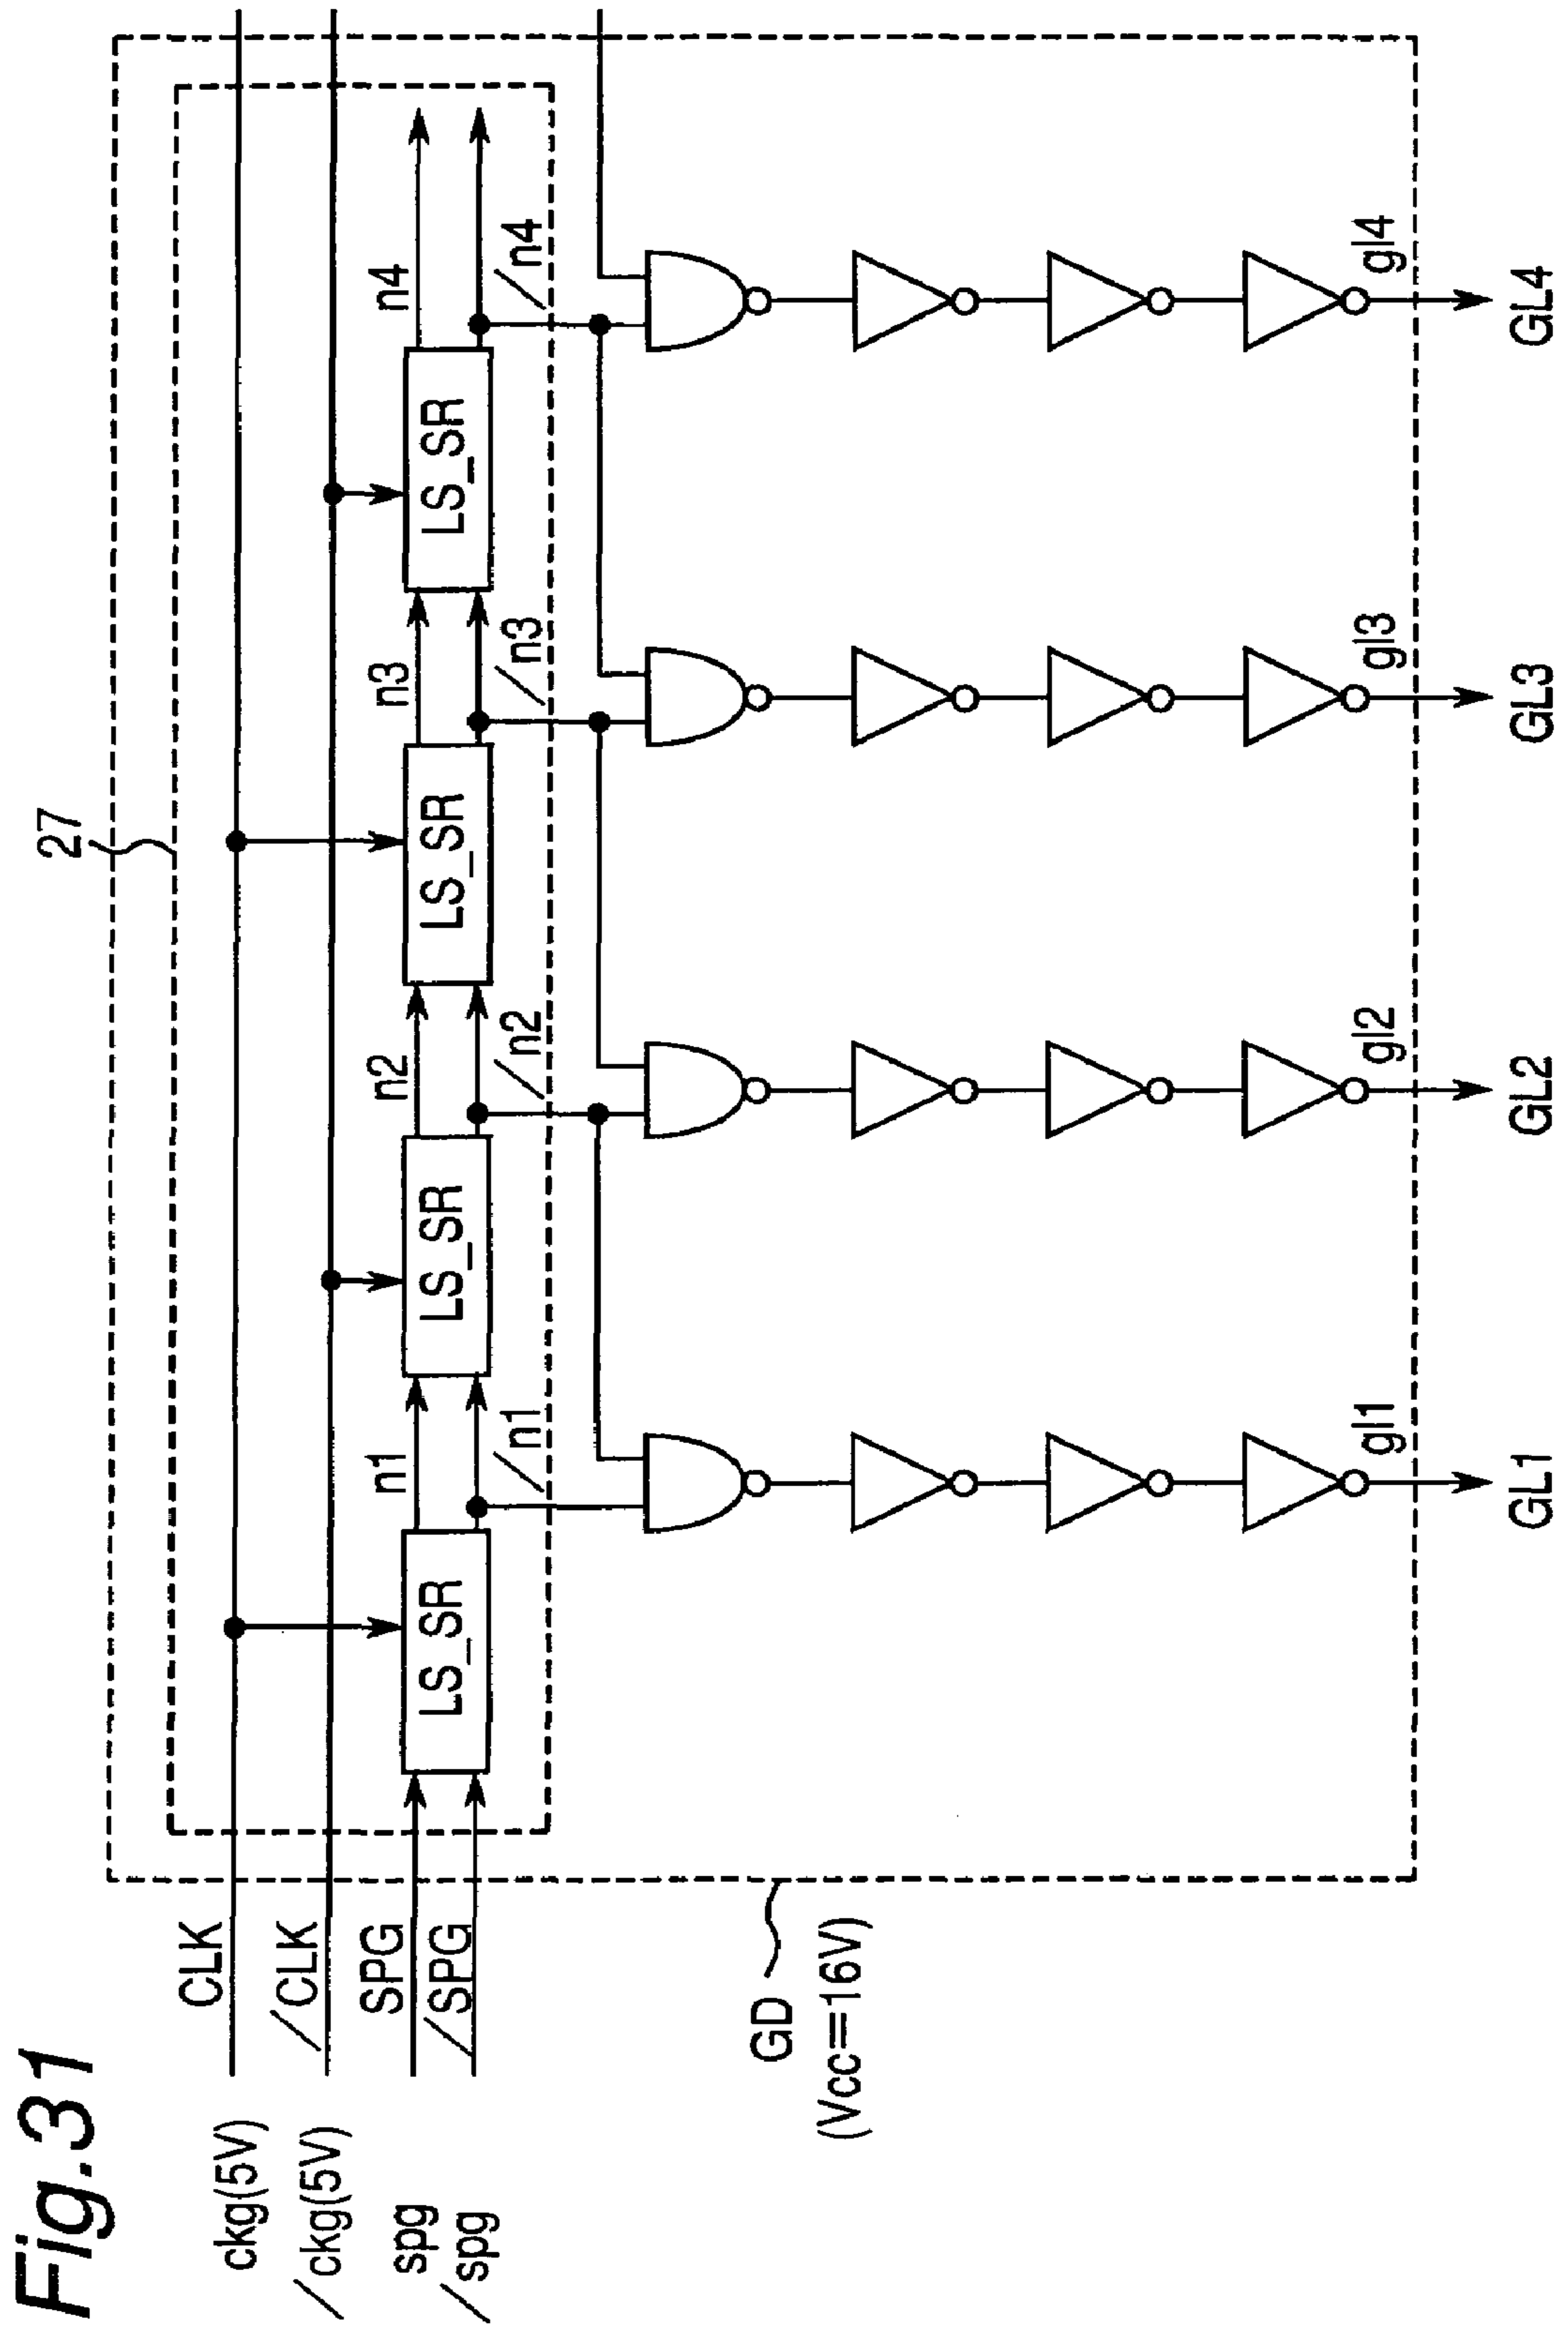 Fig.31
27
ckg(5V)
CLK
/ckg(5V)
/CLK
spg
SPG
/spg
/SPG
LS_SR
n1
/n1
LS_SR
n2
/n2
LS_SR
n3
/n3
LS_SR
n4
/n4
GD
(Vcc=16V)
gl1
gl2
gl3
gl4
GL1
GL2
GL3
GL4